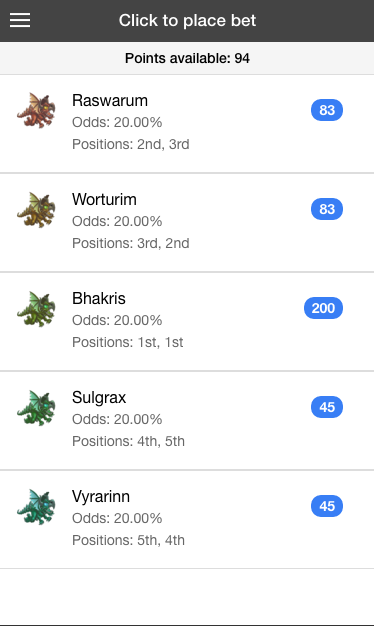 Click to place bet
Points available: 94
Raswarum
83
Odds: 20.00%
Positions: 2nd, 3rd
Worturim
83
Odds: 20.00%
Positions: 3rd, 2nd
Bhakris
200
Odds: 20.00%
Positions: 1st, 1st
Sulgrax
45
Odds: 20.00%
Positions: 4th, 5th
Vyrarinn
45
Odds: 20.00%
Positions: 5th, 4th